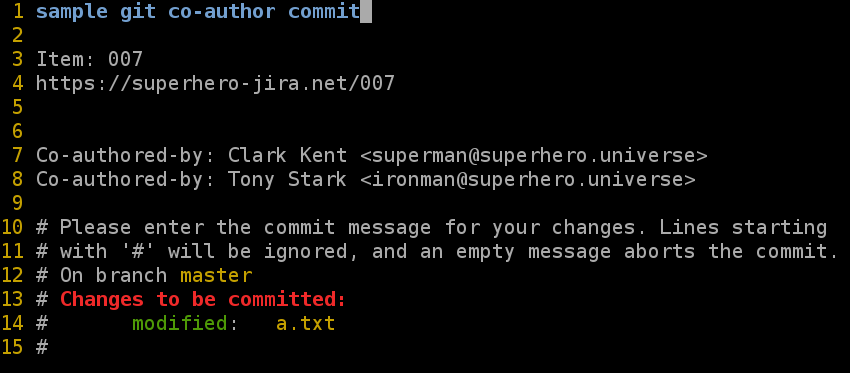 1 sample git co-author commit
2
3 Item: 007
4 https://superhero-jira.net/007
5
6
7 Co-authored-by: Clark Kent <superman@superhero.universe>
8 Co-authored-by: Tony Stark <ironman@superhero.universe>
9
10 # Please enter the commit message for your changes. Lines starting
11 # with '#' will be ignored, and an empty message aborts the commit.
12 # On branch master
13 # Changes to be committed:
14 #       modified:   a.txt
15 #